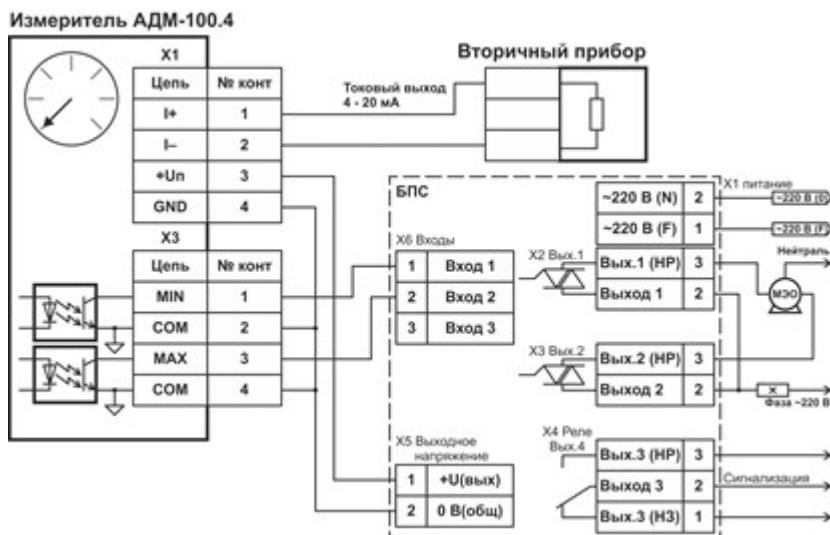 Измеритель АДМ-100.4
X1
Цепь № конт
I+ 1
I– 2
+Un 3
GND 4
X3
Цепь № конт
MIN 1
COM 2
MAX 3
COM 4
Токовый выход
4 - 20 мА
Вторичный прибор
БПС
X6 Входы
1 Вход 1
2 Вход 2
3 Вход 3
X5 Выходное
напряжение
1 +U(вых)
2 0 В(общ)
X1 питание
~220 В (N) 2
~220 В (0)
~220 В (F) 1
~220 В (F)
X2 Вых.1
Вых.1 (НР) 3
Выход 1 2
Нейтраль
МЭО
X3 Вых.2
Вых.2 (НР) 3
Выход 2 2
Фаза ~220 В
X4 Реле
Вых.4
Вых.3 (НР) 3
Выход 3 2
Вых.3 (НЗ) 1
Сигнализация